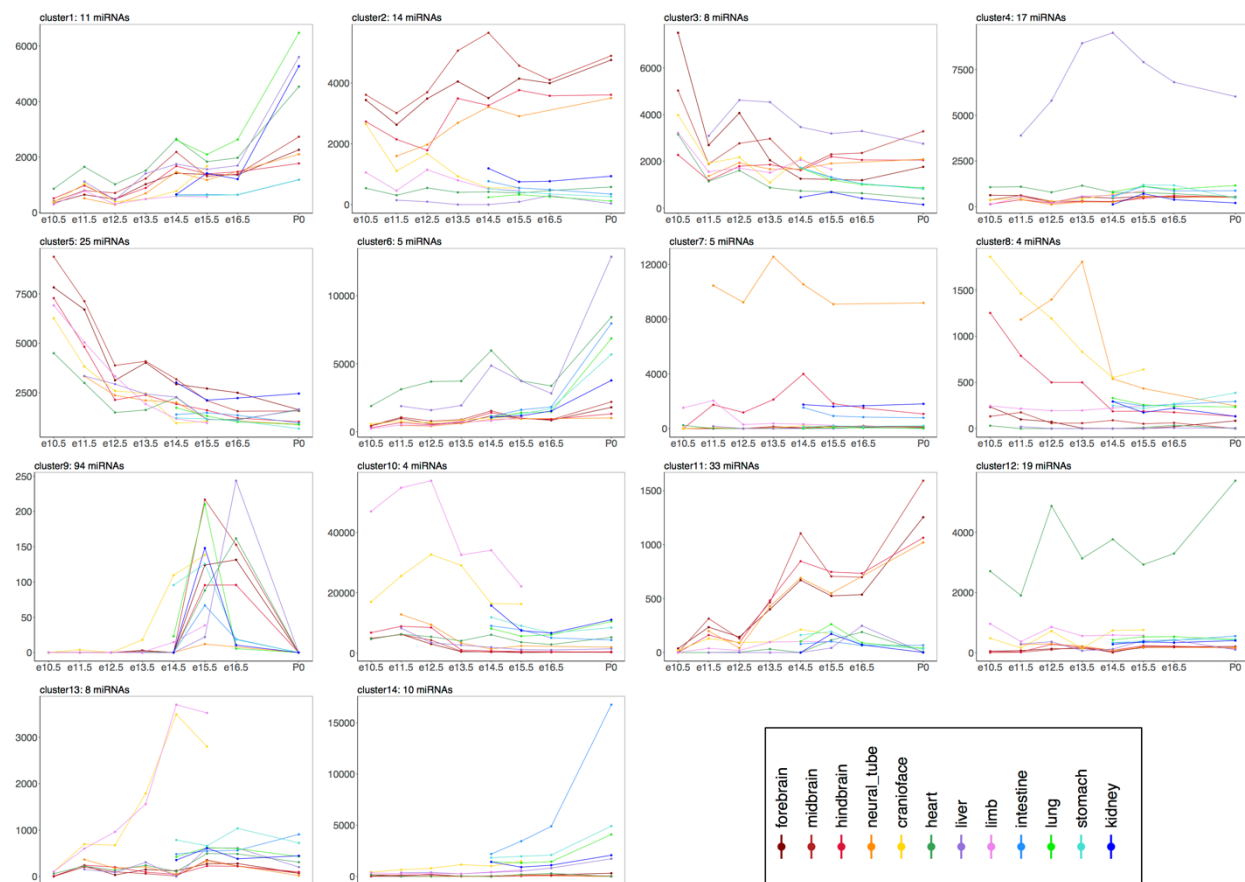 cluster1: 11 miRNAs
6000
4000
2000
0
e10.5 e11.5 e12.5 e13.5 e14.5 e15.5 e16.5 P0
cluster2: 14 miRNAs
4000
2000
0
e10.5 e11.5 e12.5 e13.5 e14.5 e15.5 e16.5 P0
cluster3: 8 miRNAs
6000
4000
2000
0
e10.5 e11.5 e12.5 e13.5 e14.5 e15.5 e16.5 P0
cluster4: 17 miRNAs
7500
5000
2500
0
e10.5 e11.5 e12.5 e13.5 e14.5 e15.5 e16.5 P0
cluster5: 25 miRNAs
7500
5000
2500
e10.5 e11.5 e12.5 e13.5 e14.5 e15.5 e16.5 P0
cluster6: 5 miRNAs
10000
5000
0
e10.5 e11.5 e12.5 e13.5 e14.5 e15.5 e16.5 P0
cluster7: 5 miRNAs
12000
8000
4000
0
e10.5 e11.5 e12.5 e13.5 e14.5 e15.5 e16.5 P0
cluster8: 4 miRNAs
1500
1000
500
0
e10.5 e11.5 e12.5 e13.5 e14.5 e15.5 e16.5 P0
cluster9: 94 miRNAs
250
200
150
100
50
0
e10.5 e11.5 e12.5 e13.5 e14.5 e15.5 e16.5 P0
cluster10: 4 miRNAs
40000
20000
0
e10.5 e11.5 e12.5 e13.5 e14.5 e15.5 e16.5 P0
cluster11: 33 miRNAs
1500
1000
500
0
e10.5 e11.5 e12.5 e13.5 e14.5 e15.5 e16.5 P0
cluster12: 19 miRNAs
4000
2000
0
e10.5 e11.5 e12.5 e13.5 e14.5 e15.5 e16.5 P0
cluster13: 8 miRNAs
3000
2000
1000
0
cluster14: 10 miRNAs
15000
10000
5000
0
forebrain
midbrain
hindbrain
neural_tube
cranioface
heart
liver
limb
intestine
lung
stomach
kidney